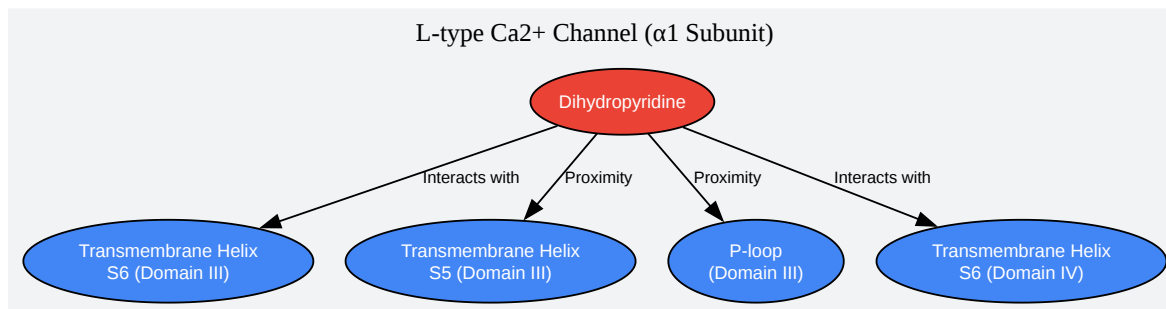 L-type Ca2+ Channel (α1 Subunit)
Dihydropyridine
Interacts with
Proximity
Proximity
Interacts with
Transmembrane Helix
S6 (Domain III)
Transmembrane Helix
S5 (Domain III)
P-loop
(Domain III)
Transmembrane Helix
S6 (Domain IV)